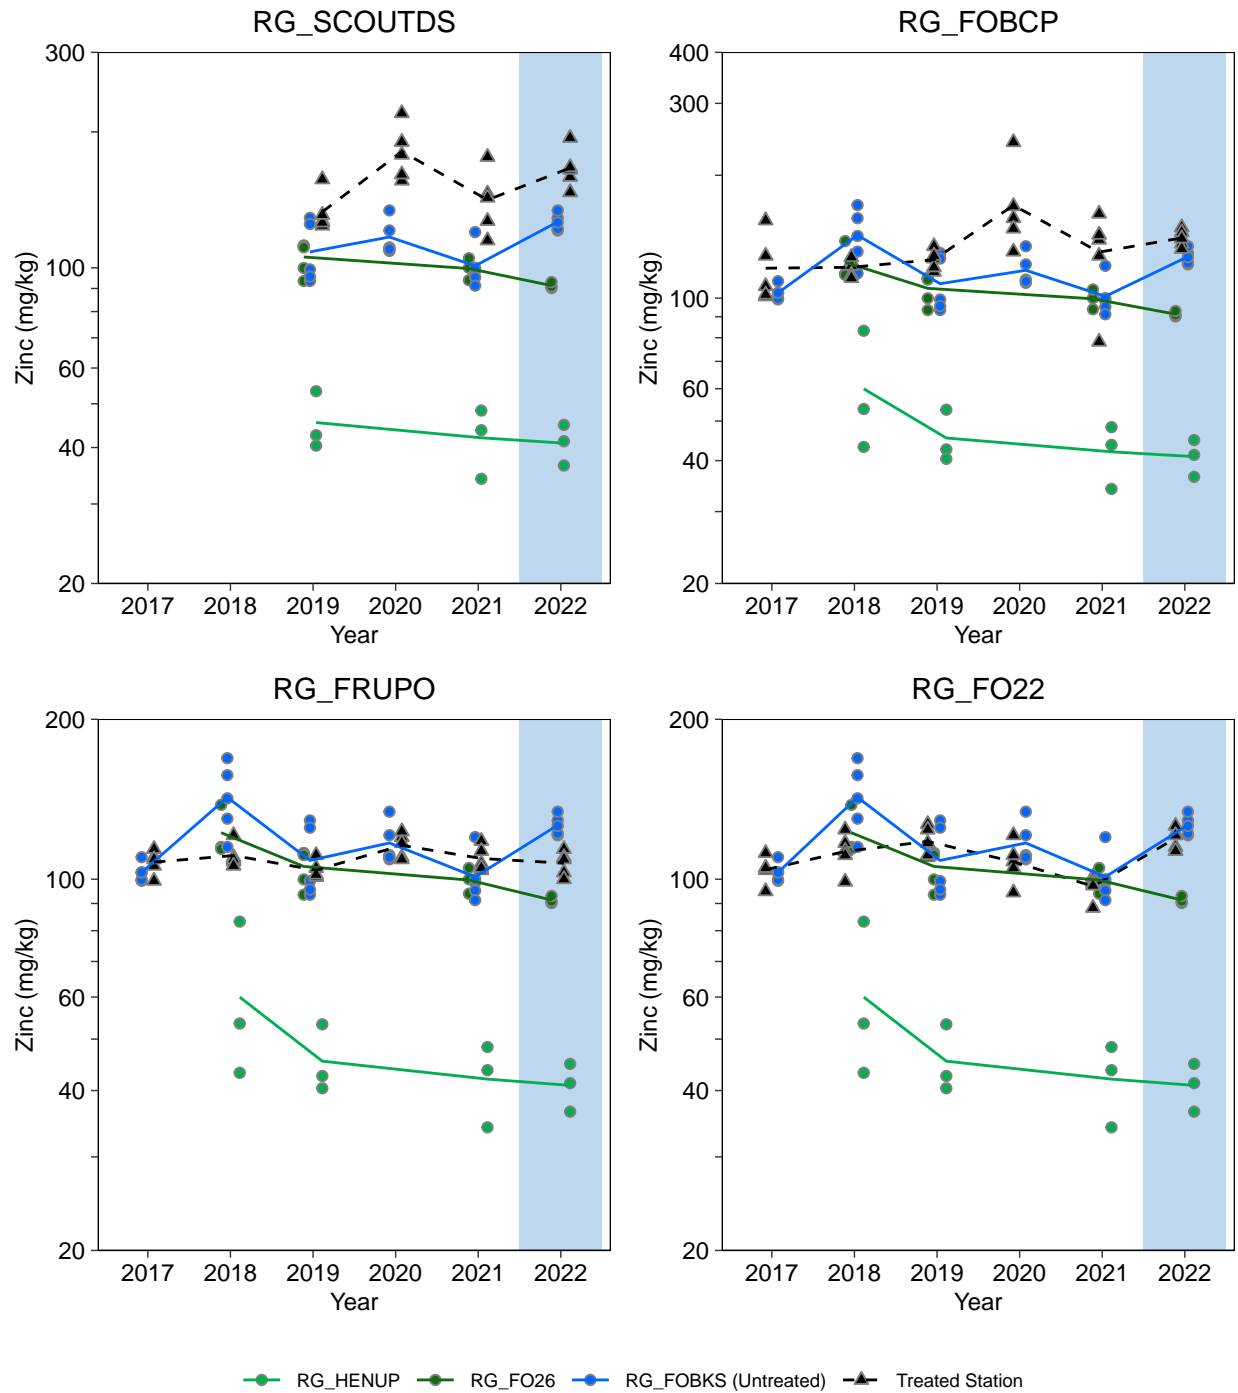 RG_SCOUTDS
300
100
60
40
20
Zinc (mg/kg)
2017 2018 2019 2020 2021 2022
Year
RG_FOBCP
400
300
100
60
40
20
Zinc (mg/kg)
2017 2018 2019 2020 2021 2022
Year
RG_FRUPO
200
100
60
40
20
Zinc (mg/kg)
2017 2018 2019 2020 2021 2022
Year
RG_FO22
200
100
60
40
20
Zinc (mg/kg)
2017 2018 2019 2020 2021 2022
Year
RG_HENUP RG_FO26 RG_FOBKS (Untreated) Treated Station